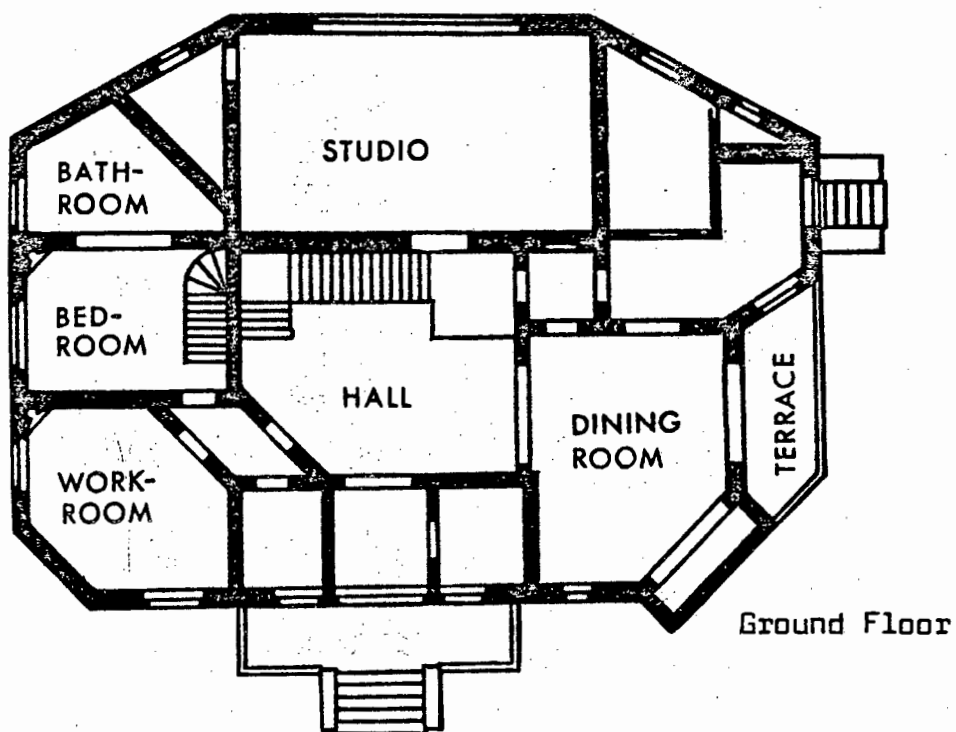 STUDIO
BATH-
ROOM
BED-
ROOM
HALL
DINING
ROOM
TERRACE
WORK-
ROOM
Ground Floor